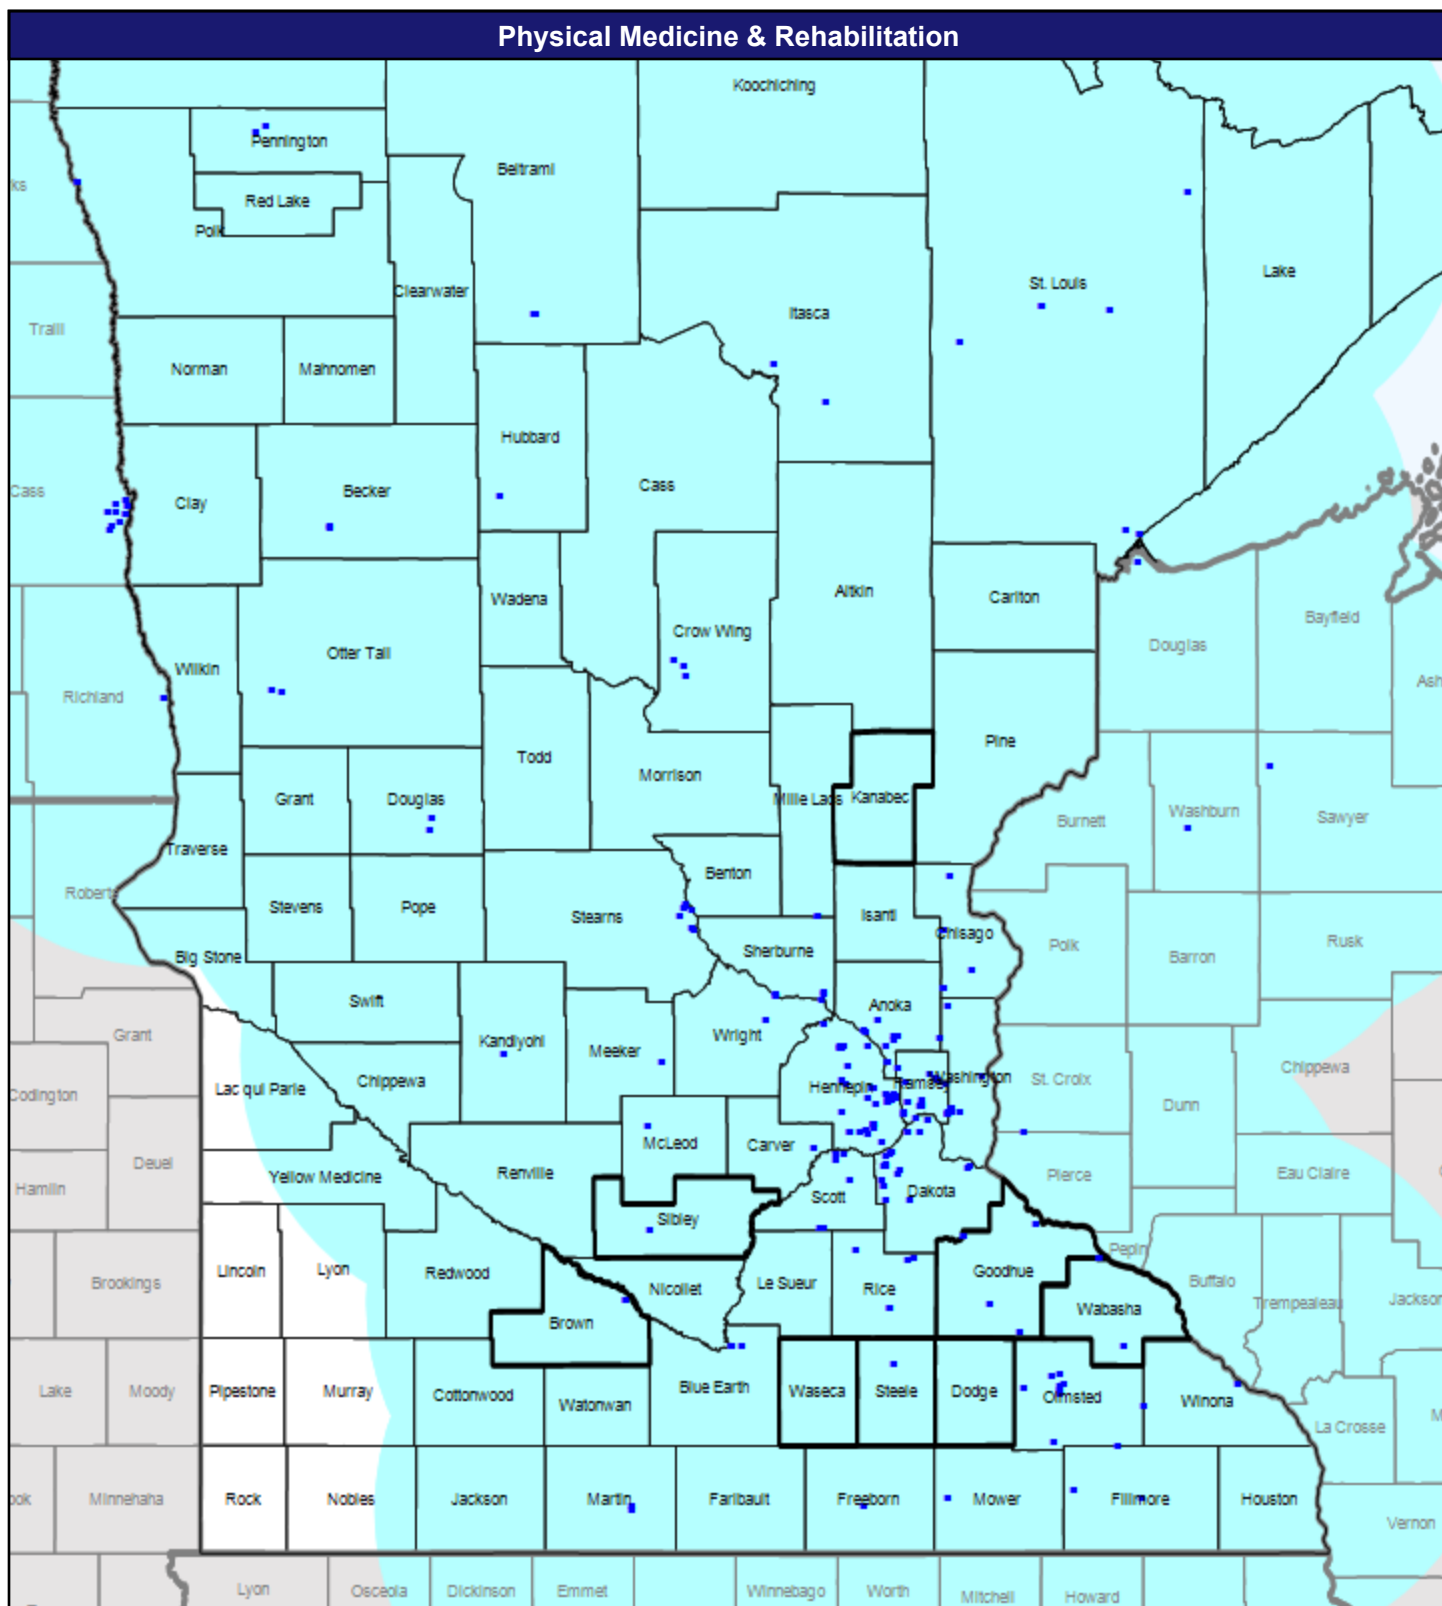 Physical Medicine & Rehabilitation
Koochiching
Pennington
Beltrami
ks
Red Lake
Polk
Clearwater
St. Louis
Lake
Traill
Itasca
Norman
Mahnomen
Hubbard
Cass
Becker
Clay
Cass
Wadena
Aitkin
Carlton
Bayfield
Crow Wing
Douglas
Otter Tail
Wilkin
Richland
Ash
Pine
Todd
Morrison
Grant
Douglas
Mille Lacs
Kanabec
Burnett
Washburn
Sawyer
Traverse
Roberts
Benton
Stevens
Pope
Stearns
Isanti
Chisago
Polk
Barron
Rusk
Big Stone
Sherburne
Swift
Anoka
Grant
Kandiyohi
Meeker
Wright
Chippewa
Codington
Lac qui Parle
Chippewa
Hennepin
Washington
St. Croix
Dunn
McLeod
Carver
Deuel
Renville
Pierce
Eau Claire
Hamlin
Yellow Medicine
Scott
Dakota
Sibley
Pepin
Brookings
Lincoln
Lyon
Redwood
Nicollet
Le Sueur
Rice
Goodhue
Buffalo
Trempealeau
Jackson
Brown
Wabasha
Lake
Moody
Pipestone
Murray
Cottonwood
Watonwan
Blue Earth
Waseca
Steele
Dodge
Olmsted
Winona
La Crosse
M
ook
Minnehaha
Rock
Nobles
Jackson
Martin
Faribault
Freeborn
Mower
Fillmore
Houston
Vernon
Lyon
Osceola
Dickinson
Emmet
Winnebago
Worth
Mitchell
Howard